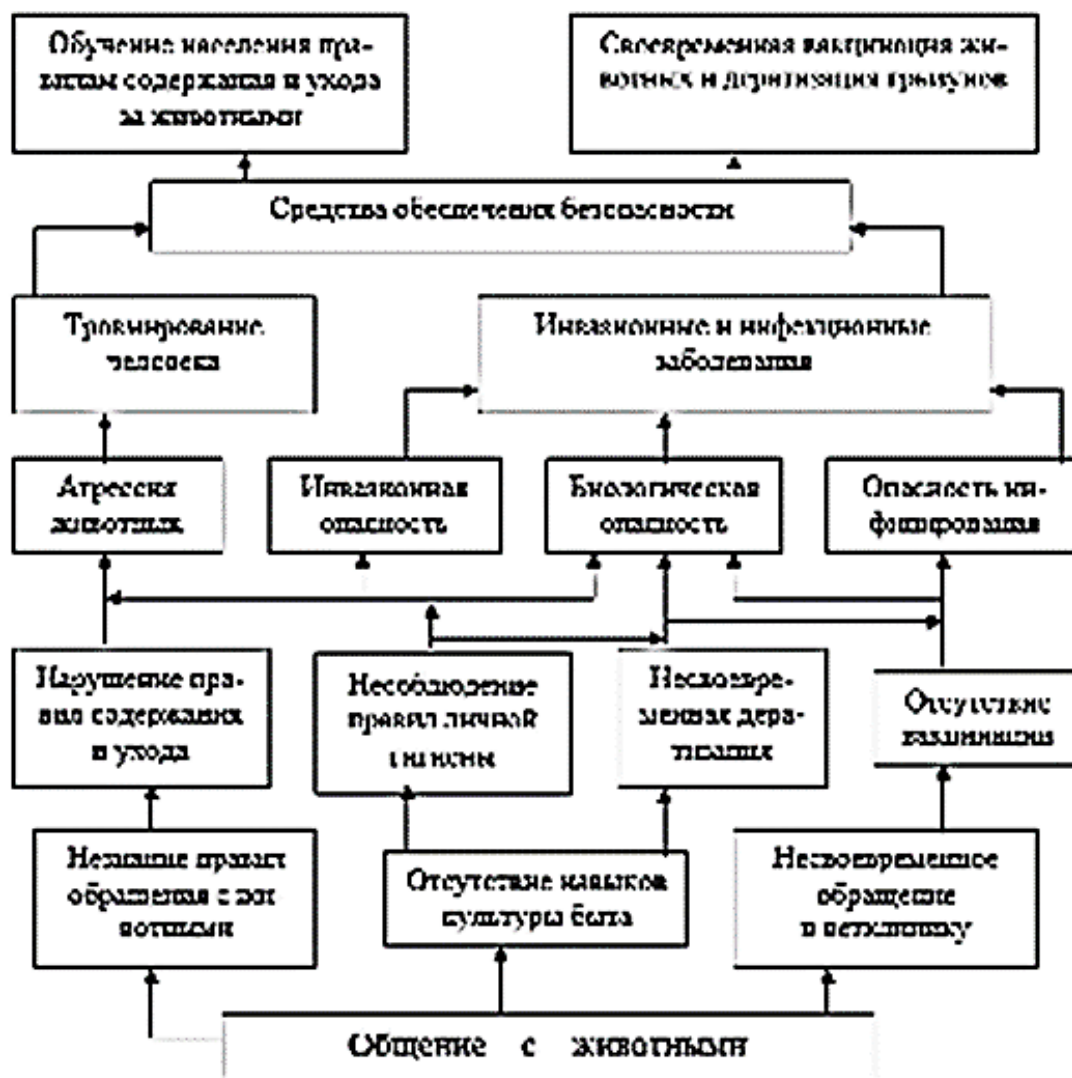 Обучение населения пра-
вилам содержания и ухода
за животными
Своевременная вакцинация жи-
вотных и дератизация грызунов
Средства обеспечения безопасности
Травмирование
человека
Инвазионные и инфекционные
заболевания
Агрессия
животных
Инвазионная
опасность
Биологическая
опасность
Опасность ин-
фицирования
Нарушение пра-
вил содержания
и ухода
Несоблюдение
правил личной
гигиены
Несвоевре-
менная дера-
тизация
Отсутствие
вакцинации
Незнание правил
обращения с жи-
вотными
Отсутствие навыков
культуры быта
Несвоевременное
обращение
в ветклинику
Общение с животными